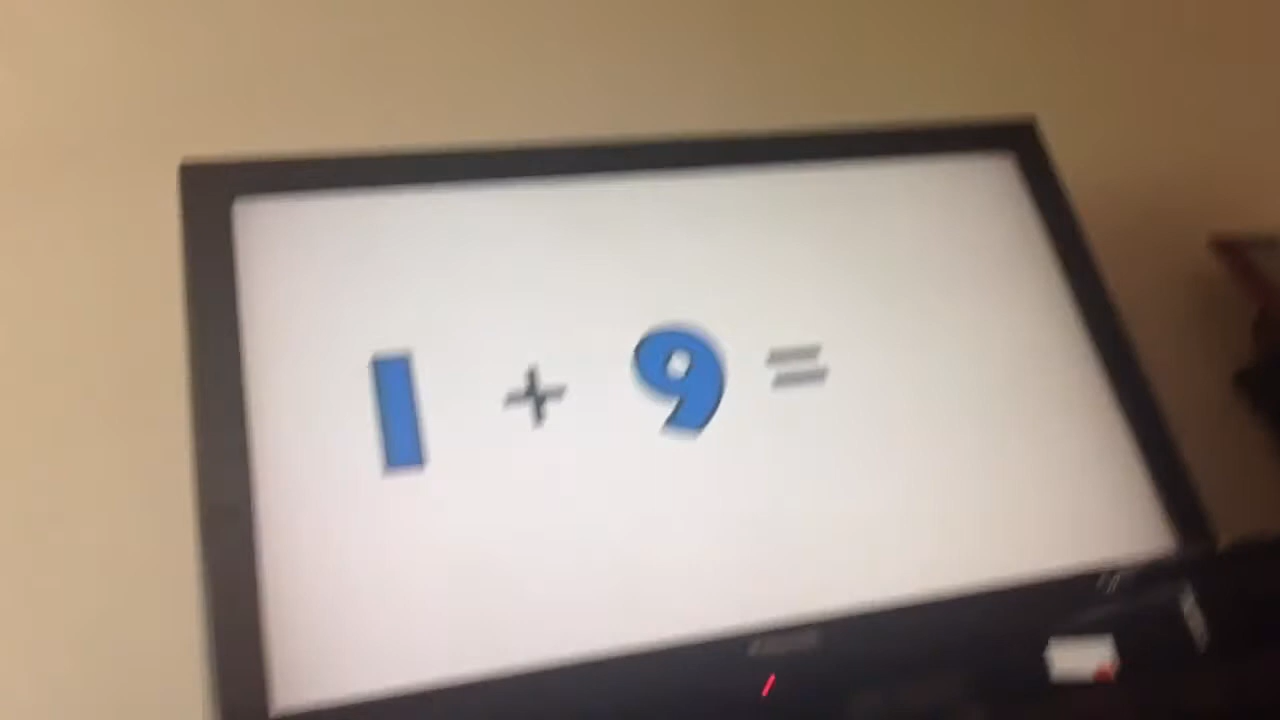 1 + 9 =